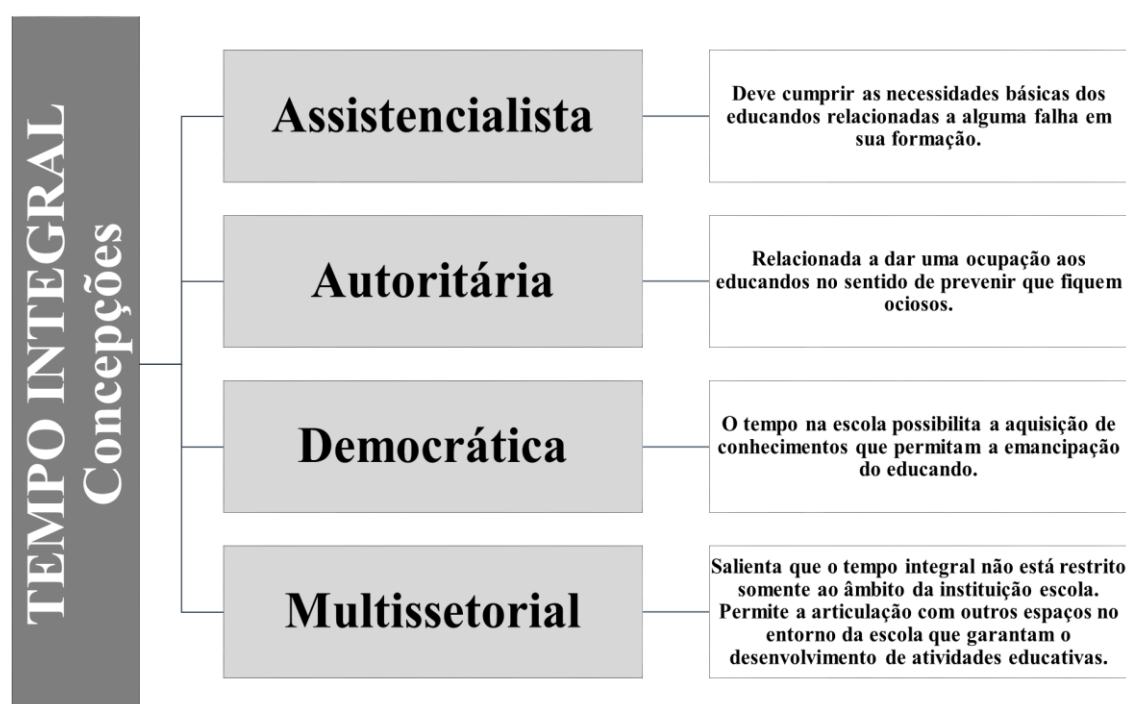 TEMPO INTEGRAL
Concepções
Assistencialista
Deve cumprir as necessidades básicas dos
educandos relacionadas a alguma falha em
sua formação.
Autoritária
Relacionada a dar uma ocupação aos
educandos no sentido de prevenir que fiquem
ociosos.
Democrática
O tempo na escola possibilita a aquisição de
conhecimentos que permitam a emancipação
do educando.
Multissetorial
Salienta que o tempo integral não está restrito
somente ao âmbito da instituição escola.
Permite a articulação com outros espaços no
entorno da escola que garantam o
desenvolvimento de atividades educativas.